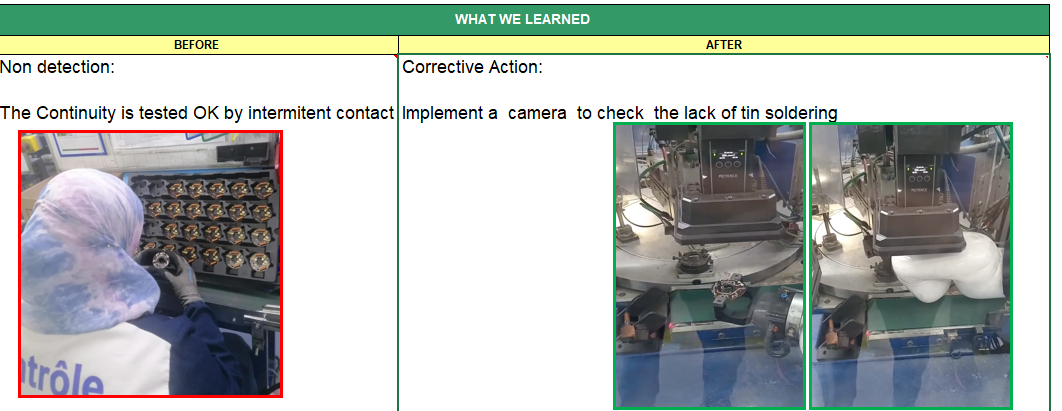 WHAT WE LEARNED
BEFORE
AFTER
Non detection:
Corrective Action:
The Continuity is tested OK by intermitent contact
Implement a camera to check the lack of tin soldering
ntrôle
KEYENCE
KEYENCE